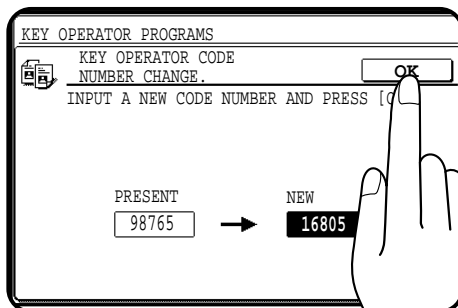 KEY OPERATOR PROGRAMS
KEY OPERATOR CODE
NUMBER CHANGE.
OK
INPUT A NEW CODE NUMBER AND PRESS
PRESENT
NEW
98765
16805